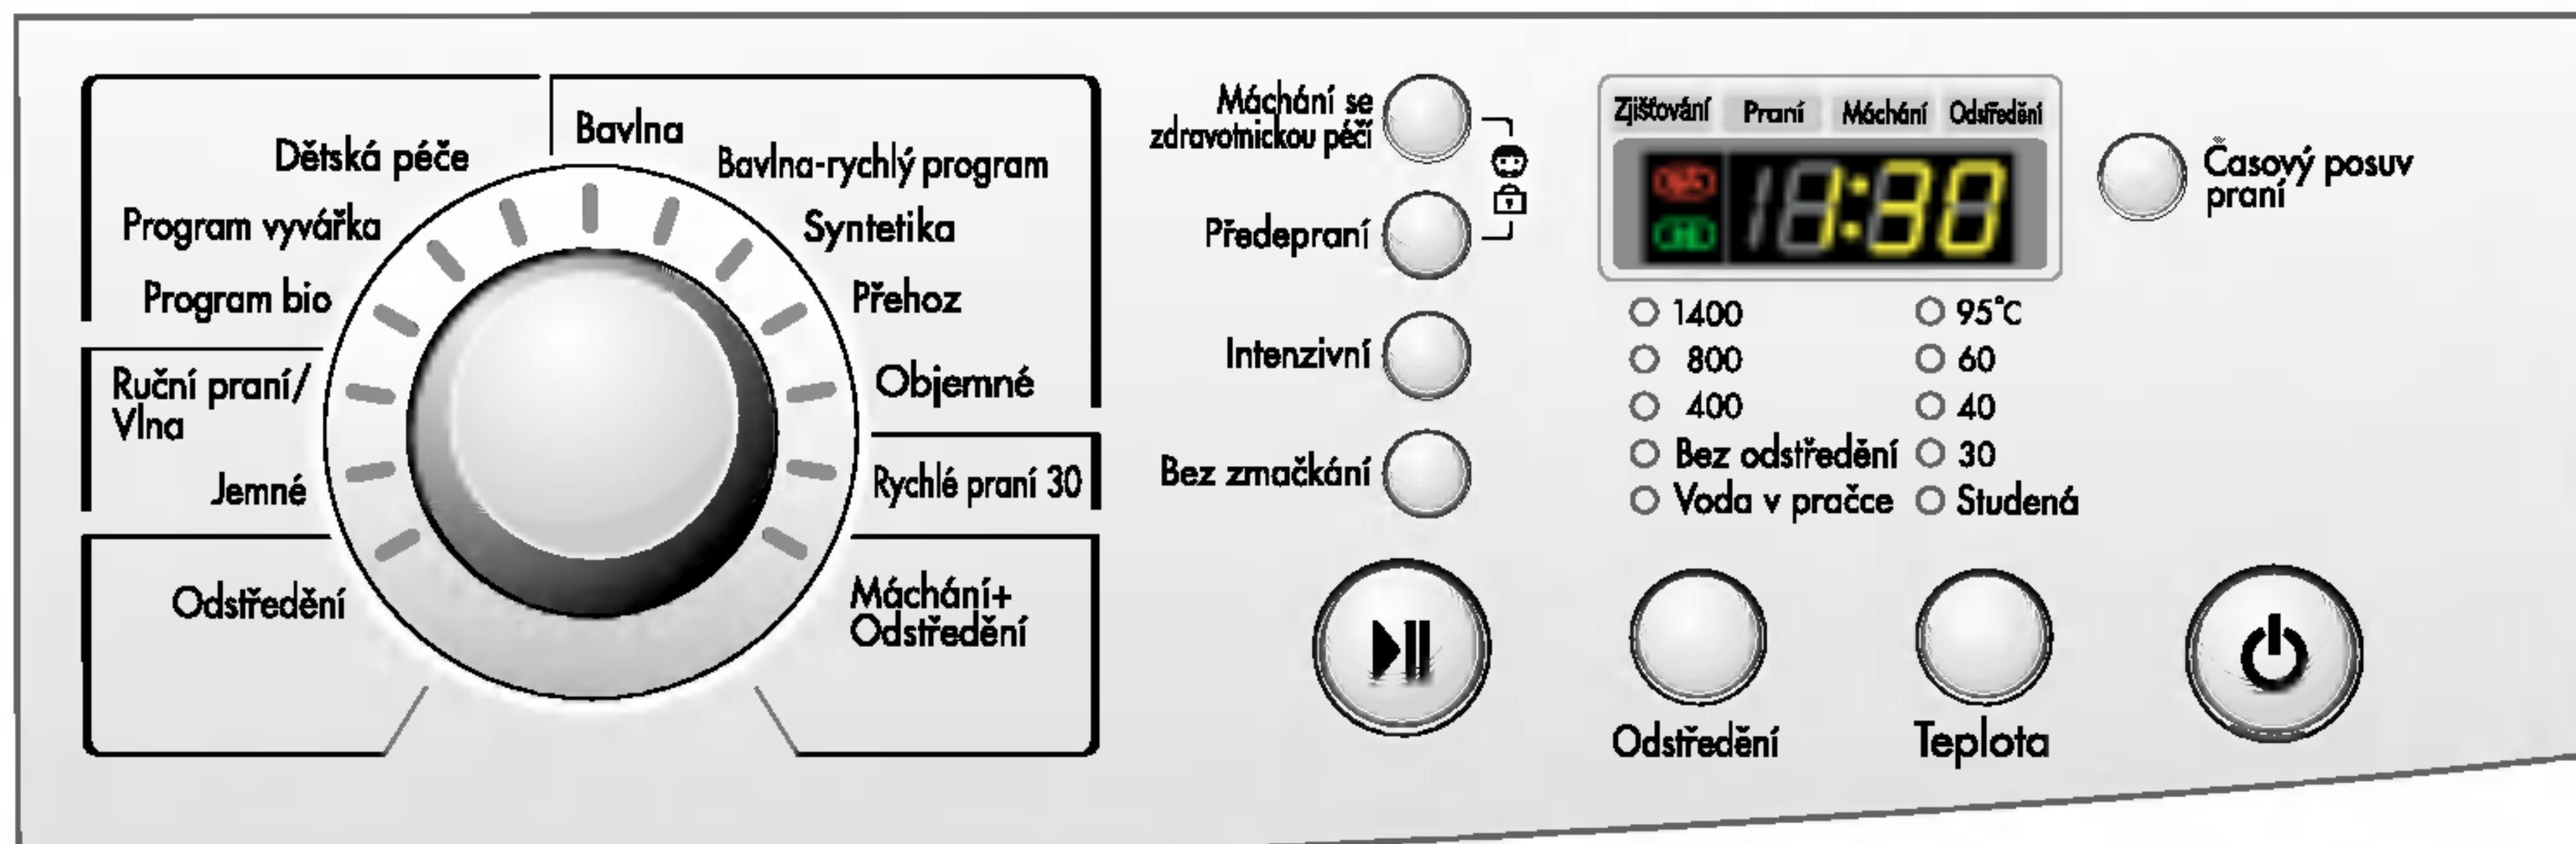 Bavlna
Dětská péče
Bavlna-rychlý program
Program vyvářka
Syntetika
Program bio
Přehoz
Ruční praní/
Vlna
Objemné
Jemné
Rychlé praní 30
Odstředění
Máchání+
Odstředění
Máchání se
zdravotnickou péčí
Předepraní
Intenzivní
Bez zmačkání
Zjišťování Praní Máchání Odstředění
1:30
Časový posuv
praní
1400 95°C
800 60
400 40
Bez odstředění 30
Voda v pračce Studená
Odstředění Teplota